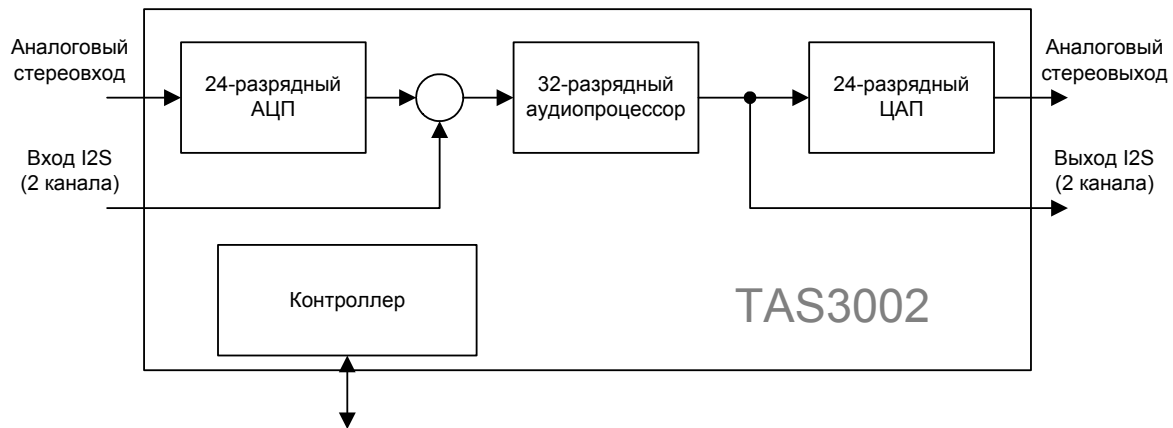 Аналоговый
стереовход
24-разрядный
АЦП
32-разрядный
аудиопроцессор
24-разрядный
ЦАП
Аналоговый
стереовыход
Вход I2S
(2 канала)
Выход I2S
(2 канала)
Контроллер
TAS3002